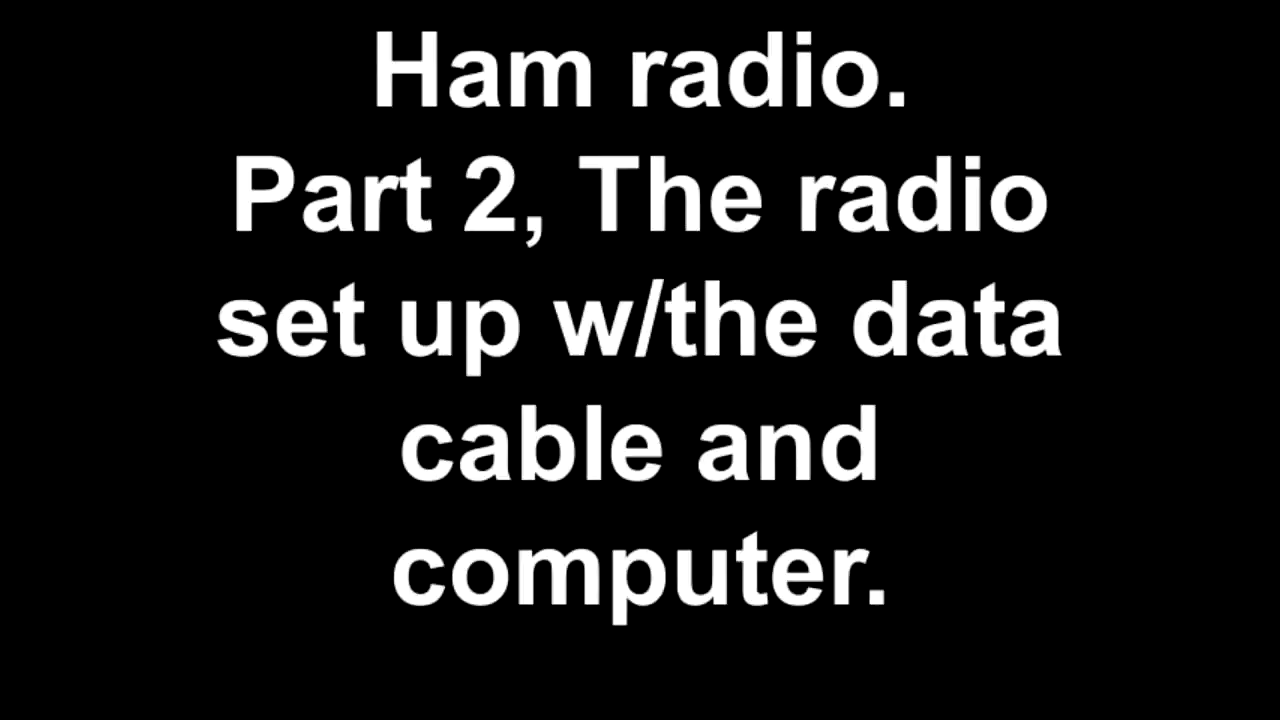 Ham radio.
Part 2, The radio
set up w/the data
cable and
computer.